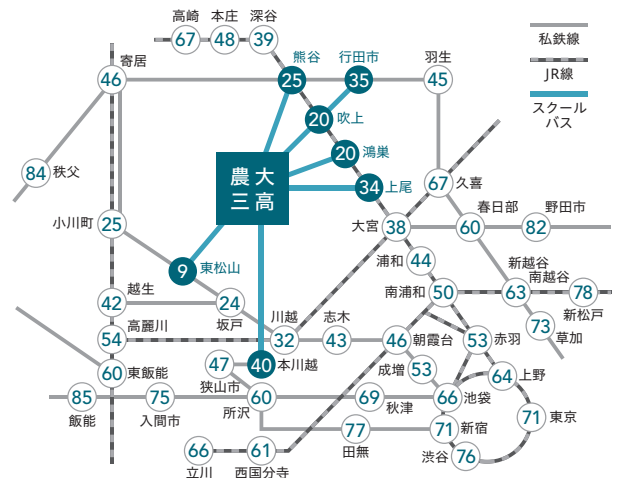 高崎 本庄 深谷
67 48 39
私鉄線
JR線
スクール
バス
寄居 熊谷 行田市 羽生
46 25 35 45
20 吹上
20 鴻巣
84 秩父
農大
三高
34 上尾
67 久喜
小川町 25
大宮 38
春日部 野田市
60 82
9 東松山
浦和 44
越生 42
24 坂戸
南浦和 50
新越谷 63
南越谷
78 新松戸
73 草加
高麗川 54
川越 32
志木 43
46 朝霞台
53 赤羽
成増 53
47 狭山市
40 本川越
60 東飯能
64 上野
85 飯能
75 入間市
60 所沢
69 秋津
66 池袋
71 東京
77 田無
71 新宿
渋谷 76
66 立川
61 西国分寺